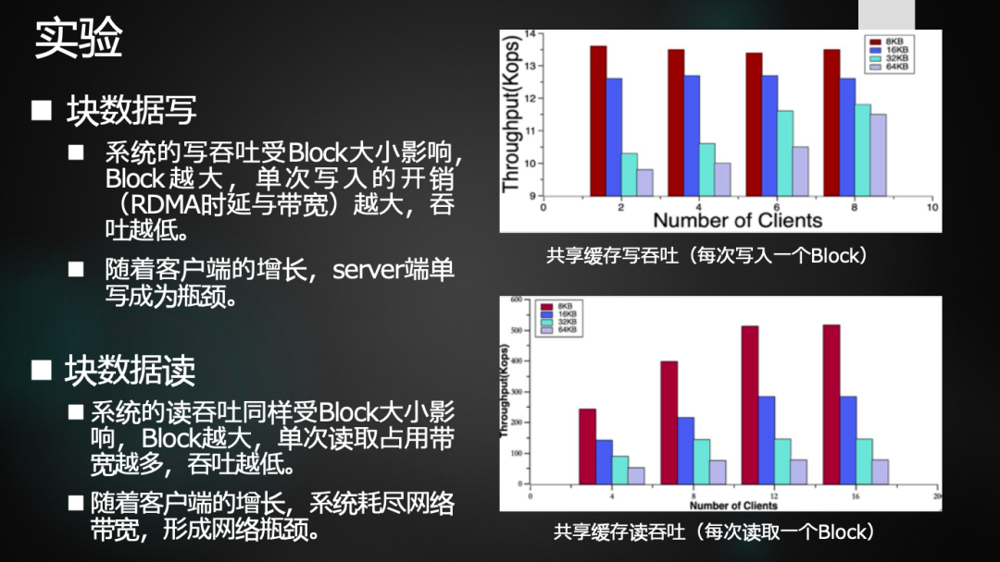 实验
块数据写
系统的写吞吐受Block大小影响,
Block越大，单次写入的开销
（RDMA时延与带宽）越大，吞
吐越低。
随着客户端的增长，server端单
写成为瓶颈。
块数据读
系统的读吞吐同样受Block大小影
响，Block越大，单次读取占用带
宽越多，吞吐越低。
随着客户端的增长，系统耗尽网络
带宽，形成网络瓶颈。
Throughput(Kops)
14
13
12
11
10
9
8KB
16KB
32KB
64KB
0 2 4 6 8 10
Number of Clients
共享缓存写吞吐（每次写入一个Block）
Throughput(Kops)
600
500
400
300
200
100
0
8KB
16KB
32KB
64KB
0 4 8 12 16 20
Number of Clients
共享缓存读吞吐（每次读取一个Block）